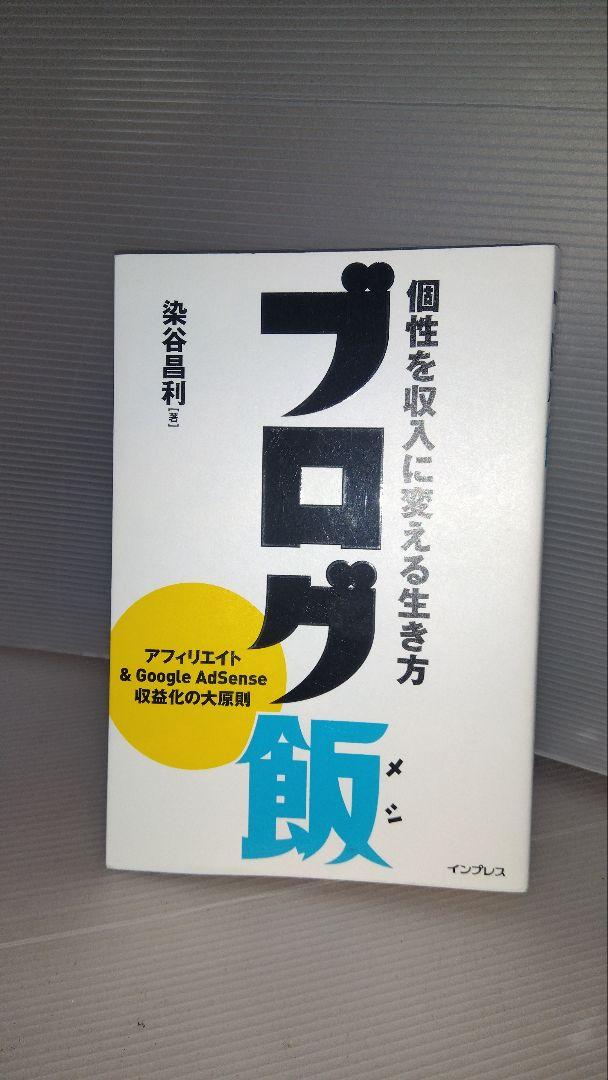 個性を収入に変える生き方
ブログ飯
メシ
染谷昌利[著]
アフィリエイト
& Google AdSense
収益化の大原則
インプレス